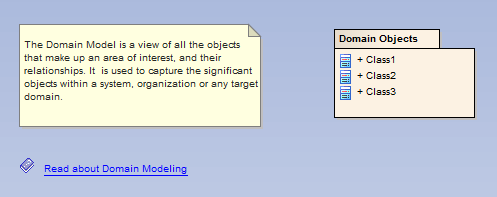 The Domain Model is a view of all the objects
that make up an area of interest, and their
relationships. It is used to capture the significant
objects within a system, organization or any target
domain.
Domain Objects
+ Class1
+ Class2
+ Class3
Read about Domain Modeling